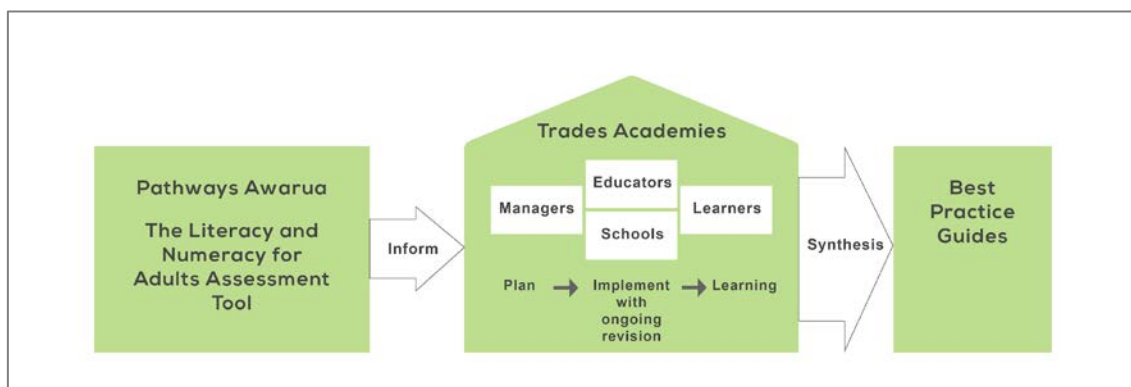 Pathways Awarua
The Literacy and
Numeracy for
Adults Assessment
Tool
Inform
Trades Academies
Managers
Educators
Schools
Learners
Plan
Implement
with
ongoing
revision
Learning
Synthesis
Best
Practice
Guides